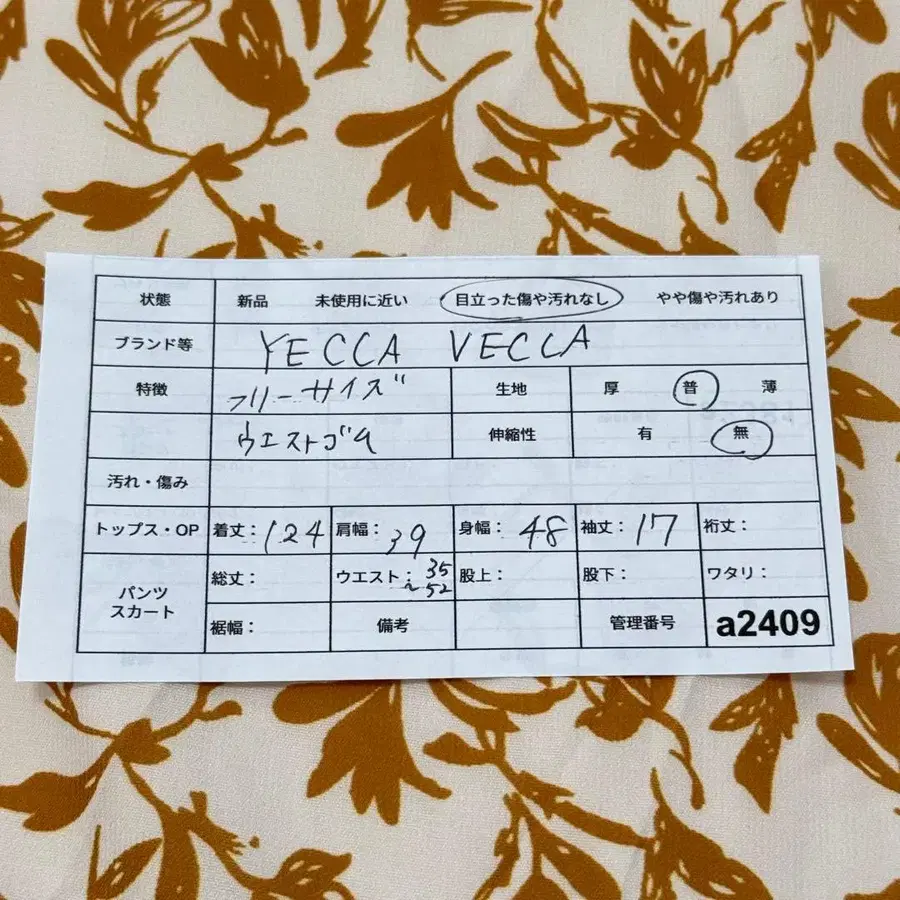 状態 新品 未使用に近い 目立った傷や汚れなし やや傷や汚れあり
ブランド等 YECCA VECCA
特徴 フリーサイズ 生地 厚 普 薄
ウエストゴム 伸縮性 有 無
汚れ・傷み
トップス・OP 着丈：124 肩幅：39 身幅：48 袖丈：17 裄丈：
パンツ スカート 総丈： ウエスト：35〜52 股上： 股下： ワタリ：
裾幅： 備考 管理番号 a2409